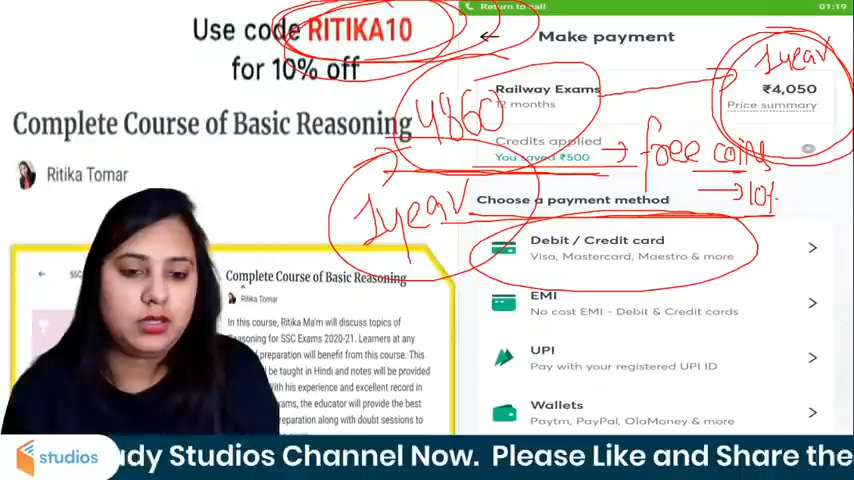 Use code RITIKA10
for 10% off
Complete Course of Basic Reasoning
Ritika Tomar
Complete Course of Basic Reasoning
Ritika Tomar
In this course, Ritika Ma'm will discuss topics of
Reasoning for SSC Exams 2020-21. Learners at any
preparation will benefit from this course. This
be taught in Hindi and notes will be provided
With his experience and excellent record in
the educator will provide the best
preparation along with doubt sessions to
Return to call
01:19
Make payment
1 year
Railway Exams
12 months
₹4,050
Price summary
4860
Credits applied
You saved ₹500
→ free coins
→ 10%
1 year
Choose a payment method
Debit / Credit card
Visa, Mastercard, Maestro & more
EMI
No cost EMI - Debit & Credit cards
UPI
Pay with your registered UPI ID
Wallets
Paytm, PayPal, OlaMoney & more
studios
udy Studios Channel Now. Please Like and Share the